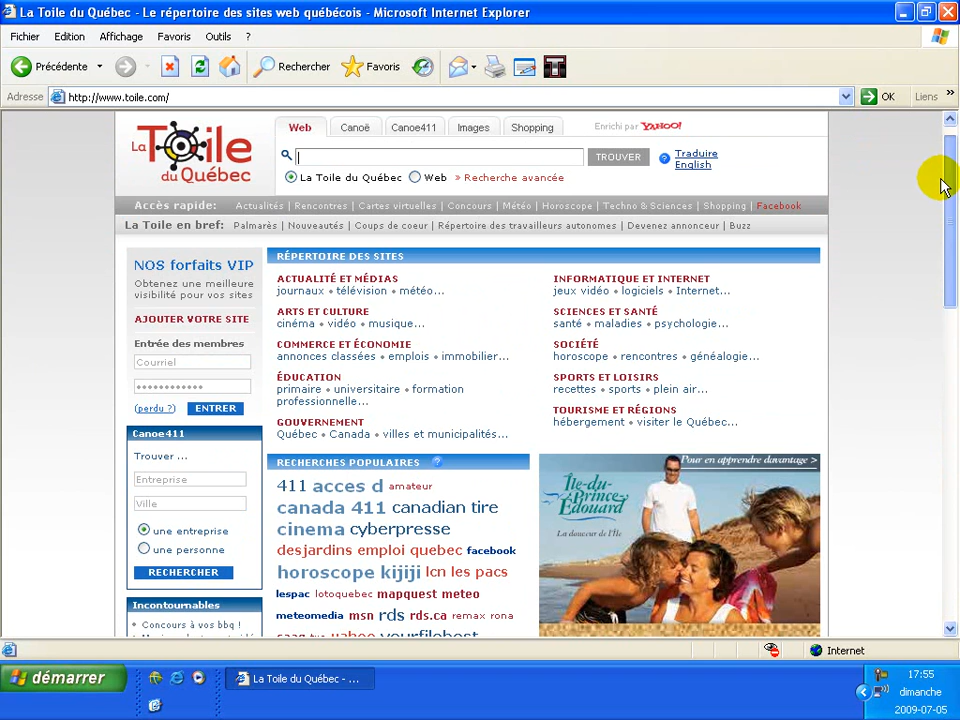 La Toile du Québec - Le répertoire des sites web québécois - Microsoft Internet Explorer
Fichier Edition Affichage Favoris Outils ?
Précédente Rechercher Favoris
Adresse http://www.toile.com/ OK Liens »
La Toile du Québec
Web Canoë Canoe411 Images Shopping Enrichi par YAHOO!
TROUVER ? Traduire English
La Toile du Québec Web » Recherche avancée
Accès rapide: Actualités | Rencontres | Cartes virtuelles | Concours | Météo | Horoscope | Techno & Sciences | Shopping | Facebook
La Toile en bref: Palmarès | Nouveautés | Coups de coeur | Répertoire des travailleurs autonomes | Devenez annonceur | Buzz
NOS forfaits VIP
Obtenez une meilleure
visibilité pour vos sites
AJOUTER VOTRE SITE
Entrée des membres
Courriel
••••••••••••
(perdu ?) ENTRER
Canoe411
Trouver ...
Entreprise
Ville
une entreprise
une personne
RECHERCHER
Incontournables
Concours à vos bbq !
RÉPERTOIRE DES SITES
ACTUALITÉ ET MÉDIAS
journaux • télévision • météo...
ARTS ET CULTURE
cinéma • vidéo • musique...
COMMERCE ET ÉCONOMIE
annonces classées • emplois • immobilier...
ÉDUCATION
primaire • universitaire • formation
professionnelle...
GOUVERNEMENT
Québec • Canada • villes et municipalités...
INFORMATIQUE ET INTERNET
jeux vidéo • logiciels • Internet...
SCIENCES ET SANTÉ
santé • maladies • psychologie...
SOCIÉTÉ
horoscope • rencontres • généalogie...
SPORTS ET LOISIRS
recettes • sports • plein air...
TOURISME ET RÉGIONS
hébergement • visiter le Québec...
RECHERCHES POPULAIRES ?
411 acces d amateur
canada 411 canadian tire
cinema cyberpresse
desjardins emploi quebec facebook
horoscope kijiji lcn les pacs
lespac lotoquebec mapquest meteo
meteomedia msn rds rds.ca remax rona
yahoo yourfilehost
Pour en apprendre davantage >
Île-du-Prince Édouard
La douceur de l'Île
Internet
démarrer
La Toile du Québec - ...
17:55
dimanche
2009-07-05